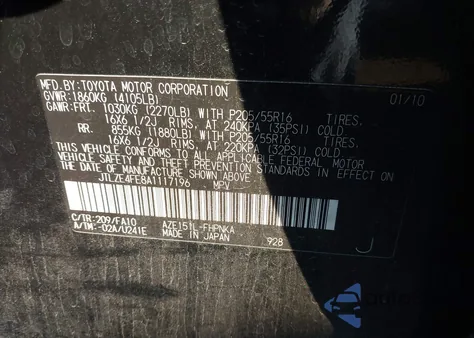 MFD.BY:TOYOTA MOTOR CORPORATION 01/10
GVWR:1860KG (4105LB)
GAWR:FRT. 1030KG (2270LB) WITH P205/55R16 TIRES.
16X6 1/2J RIMS, AT 240KPA (35PSI) COLD
RR. 855KG (1880LB) WITH P205/55R16 TIRES.
16X6 1/2J RIMS, AT 220KPA (32PSI) COLD
THIS VEHICLE CONFORMS TO ALL APPLICABLE FEDERAL MOTOR
VEHICLE SAFETY STANDARDS IN EFFECT ON
THE DATE OF MANUFACTURE SHOWN ABOVE.
JTLZE4FE8A1117196 MPV
C/TR:209/FA10 AZE151L-FHPNKA
A/TM:-02A/U241E MADE IN JAPAN 928 J